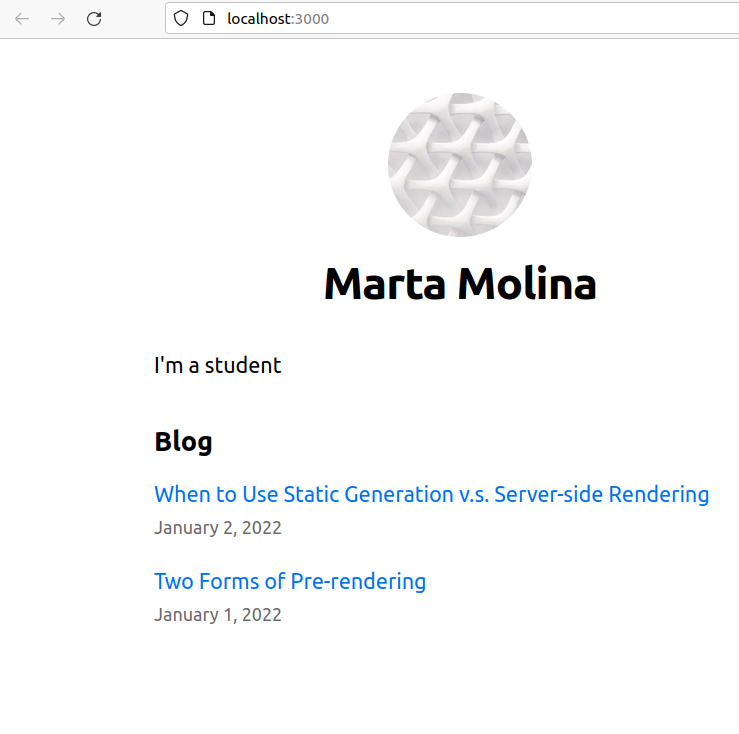 localhost:3000
Marta Molina
I'm a student
Blog
When to Use Static Generation v.s. Server-side Rendering
January 2, 2022
Two Forms of Pre-rendering
January 1, 2022